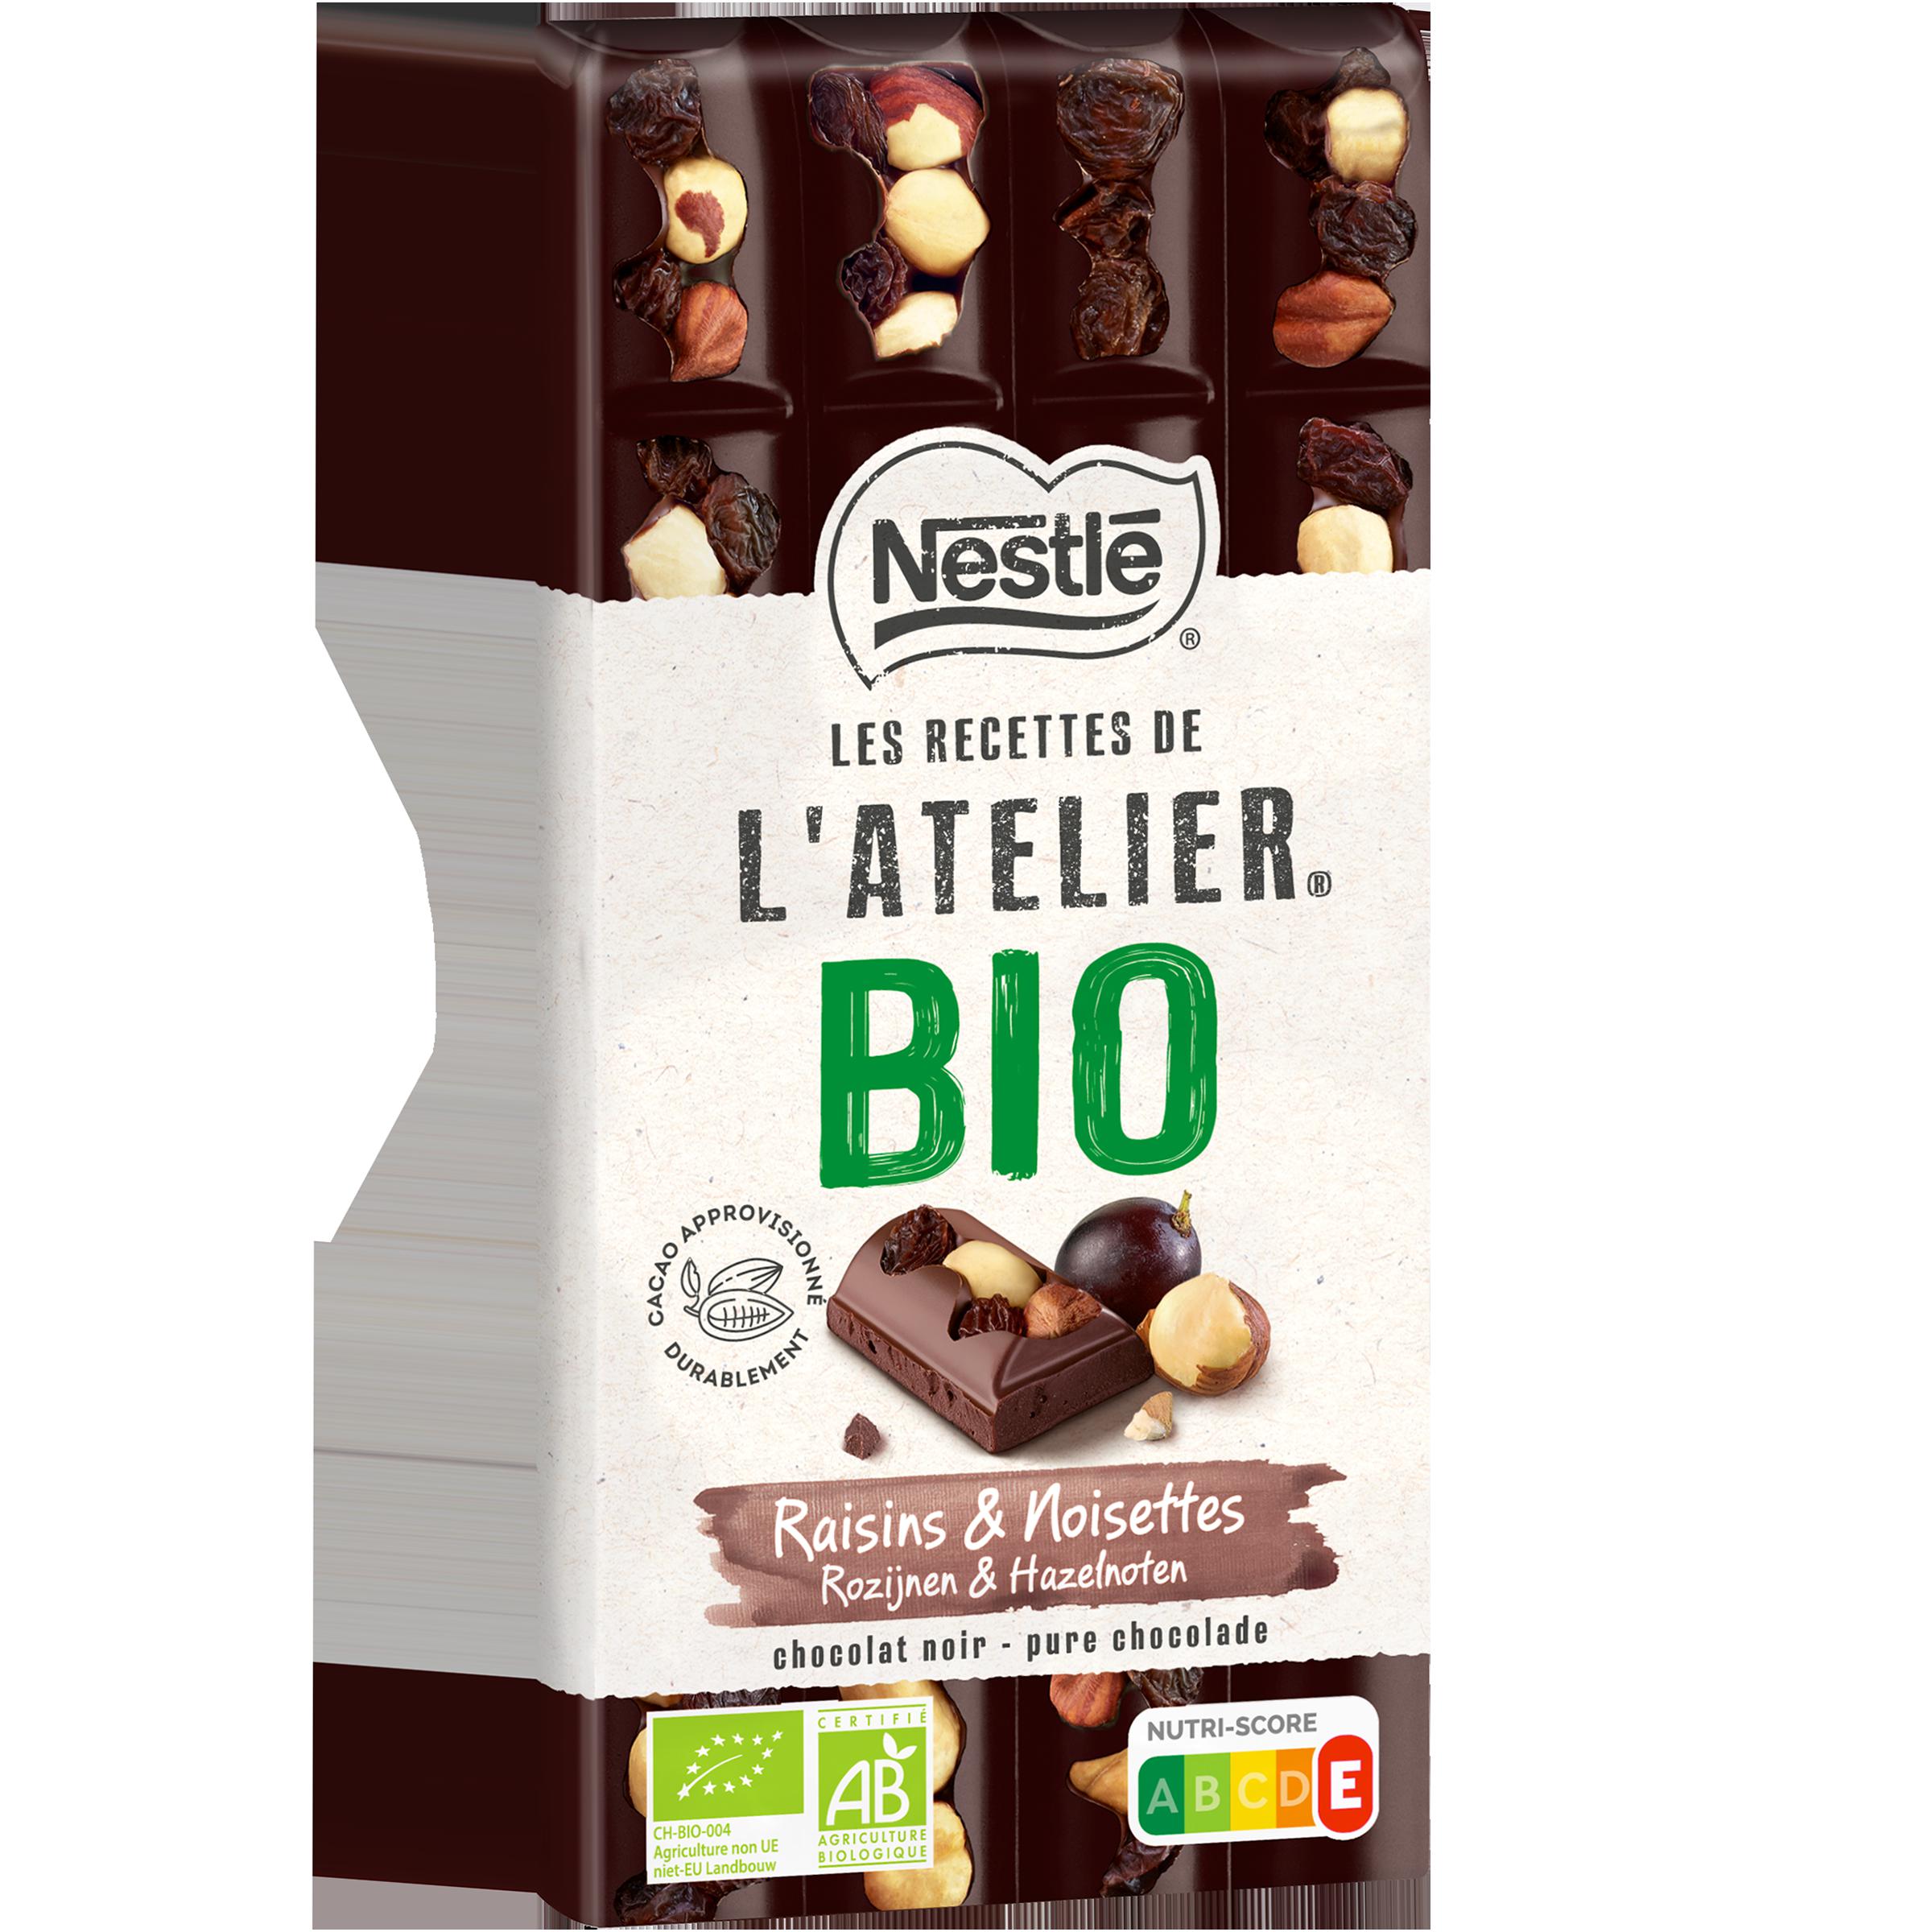 Nestlé
®
LES RECETTES DE
L'ATELIER®
BIO
CACAO APPROVISIONNÉ
DURABLEMENT
Raisins & Noisettes
Rozijnen & Hazelnoten
chocolat noir - pure chocolade
CERTIFIÉ
AB
AGRICULTURE
BIOLOGIQUE
CH-BIO-004
Agriculture non UE
niet-EU Landbouw
NUTRI-SCORE
A B C D E